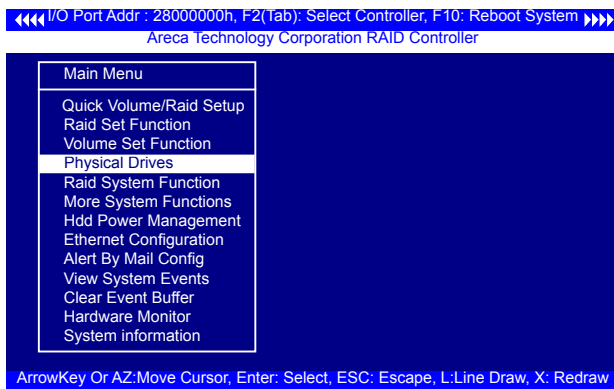 I/O Port Addr : 28000000h, F2(Tab): Select Controller, F10: Reboot System
Areca Technology Corporation RAID Controller
Main Menu
Quick Volume/Raid Setup
Raid Set Function
Volume Set Function
Physical Drives
Raid System Function
More System Functions
Hdd Power Management
Ethernet Configuration
Alert By Mail Config
View System Events
Clear Event Buffer
Hardware Monitor
System information
ArrowKey Or AZ:Move Cursor, Enter: Select, ESC: Escape, L:Line Draw, X: Redraw